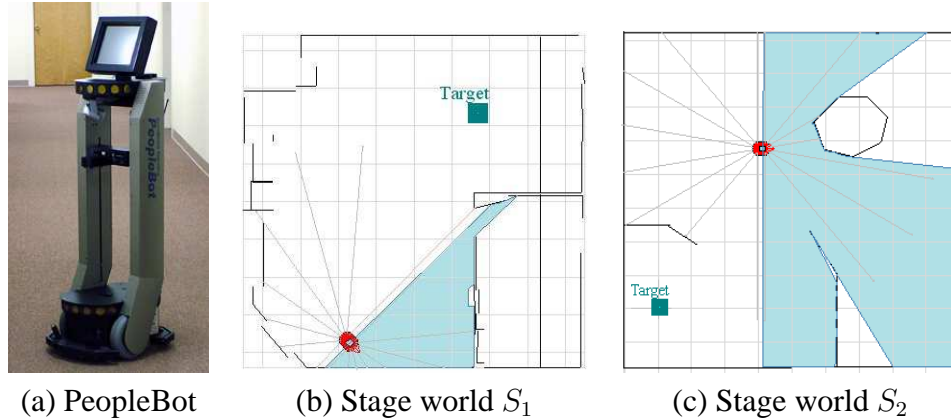 PeopleBot
Target
Target
(a) PeopleBot
(b) Stage world S₁
(c) Stage world S₂